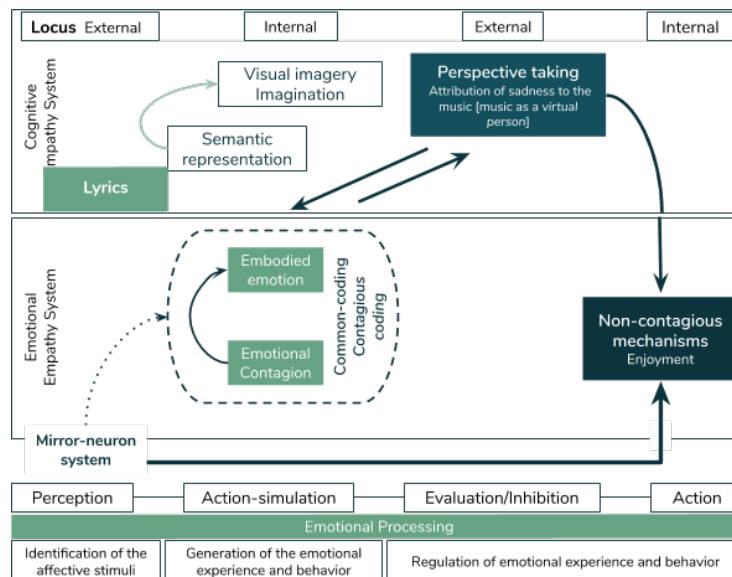 Locus External
Internal
External
Internal
Cognitive
Empathy System
Visual imagery
Imagination
Semantic
representation
Lyrics
Perspective taking
Attribution of sadness to the
music [music as a virtual
person]
Emotional
Empathy System
Embodied
emotion
Emotional
Contagion
Common-coding
Contagious
coding
Non-contagious
mechanisms
Enjoyment
Mirror-neuron
system
Perception
Action-simulation
Evaluation/Inhibition
Action
Emotional Processing
Identification of the
affective stimuli
Generation of the emotional
experience and behavior
Regulation of emotional experience and behavior